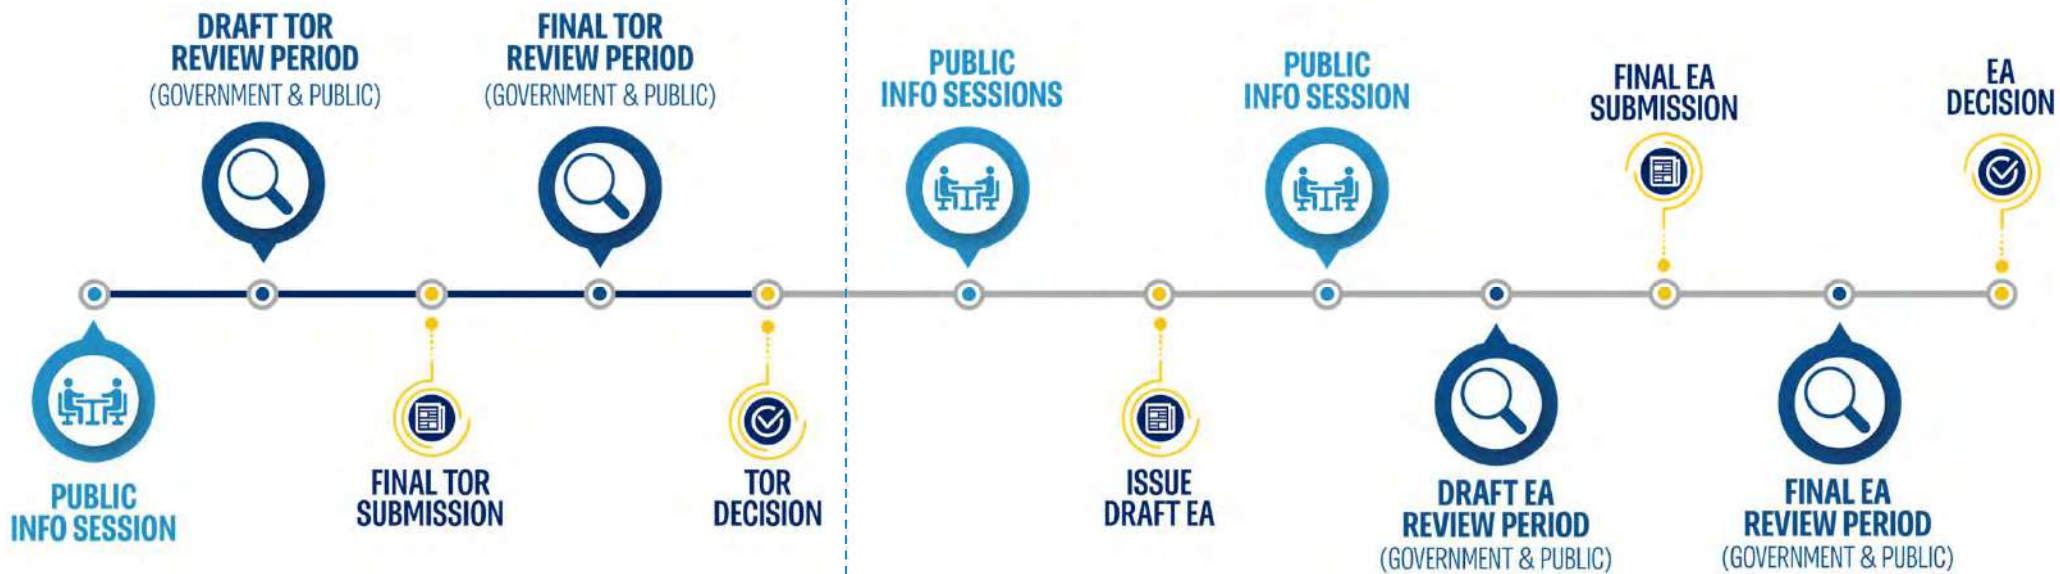 DRAFT TOR
REVIEW PERIOD
(GOVERNMENT & PUBLIC)
FINAL TOR
REVIEW PERIOD
(GOVERNMENT & PUBLIC)
PUBLIC
INFO SESSIONS
PUBLIC
INFO SESSION
FINAL EA
SUBMISSION
EA
DECISION
PUBLIC
INFO SESSION
FINAL TOR
SUBMISSION
TOR
DECISION
ISSUE
DRAFT EA
DRAFT EA
REVIEW PERIOD
(GOVERNMENT & PUBLIC)
FINAL EA
REVIEW PERIOD
(GOVERNMENT & PUBLIC)